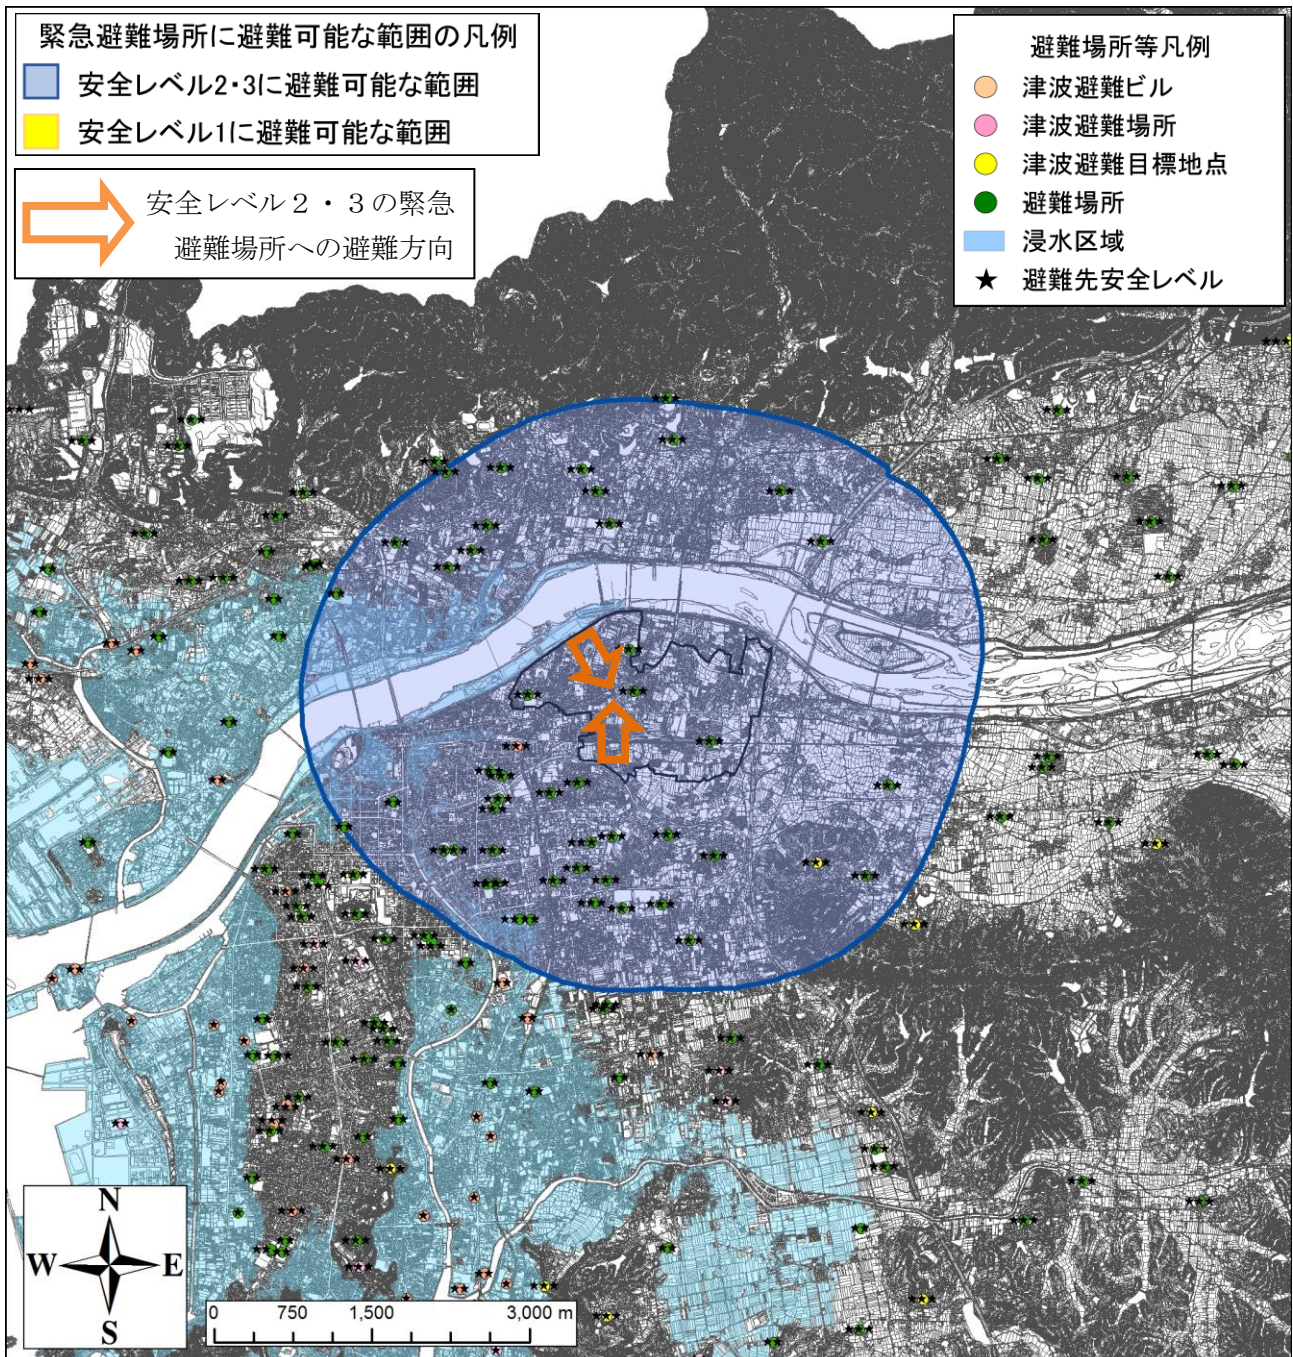 緊急避難場所に避難可能な範囲の凡例
安全レベル2・3に避難可能な範囲
安全レベル1に避難可能な範囲
安全レベル２・３の緊急
避難場所への避難方向
避難場所等凡例
津波避難ビル
津波避難場所
津波避難目標地点
避難場所
浸水区域
避難先安全レベル
N
W E
S
0 750 1,500 3,000 m